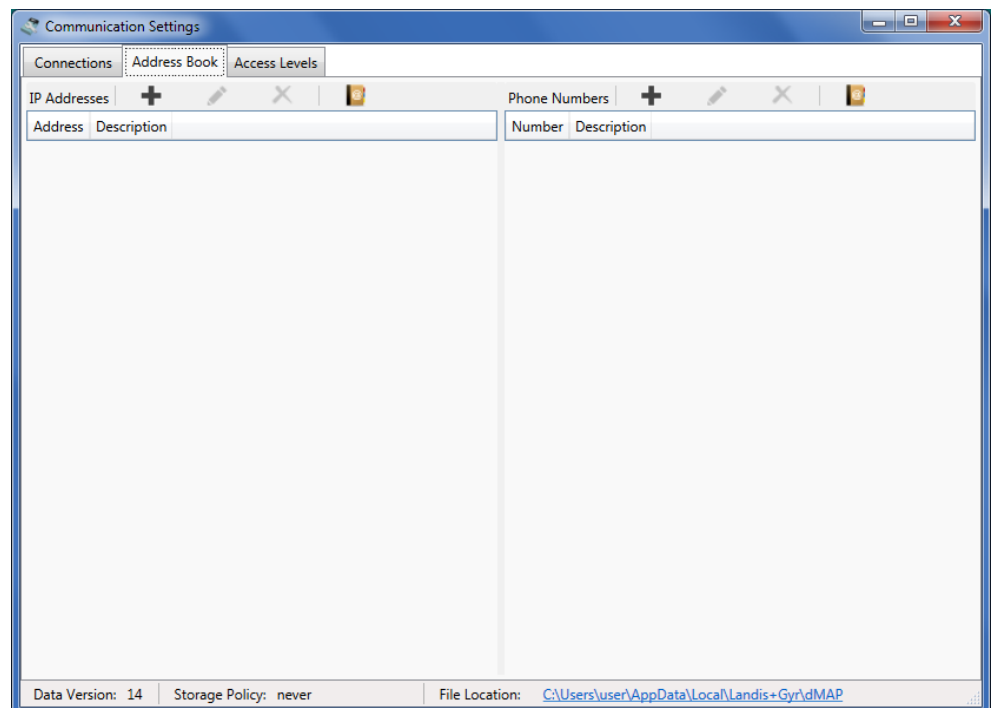 Communication Settings
Connections Address Book Access Levels
IP Addresses Phone Numbers
Address Description Number Description
Data Version: 14 Storage Policy: never File Location: C:\Users\user\AppData\Local\Landis+Gyr\dMAP